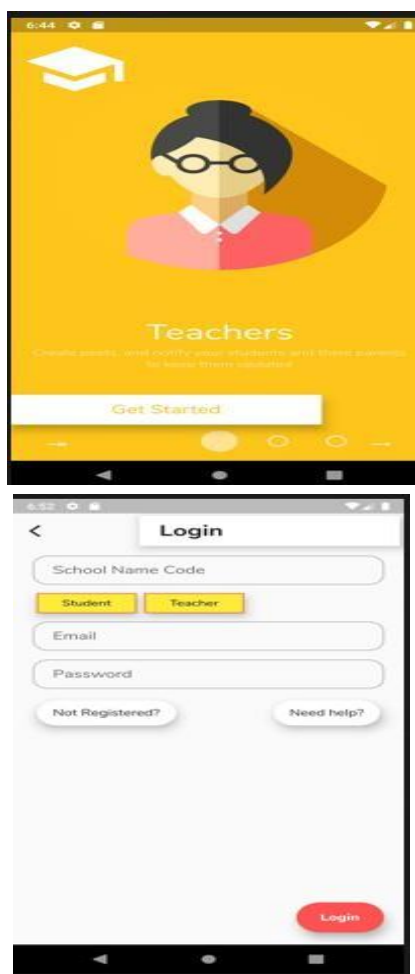 6:44
Teachers
Create posts, and notify your students and there parents
to keep them updated
Get Started
6:52
Login
School Name Code
Student Teacher
Email
Password
Not Registered? Need help?
Login